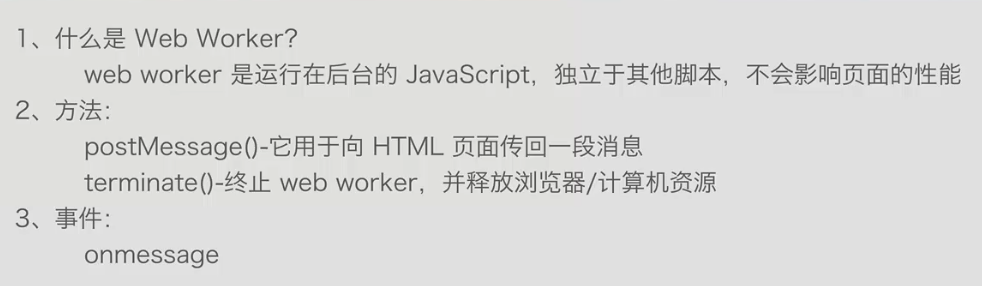 1、什么是 Web Worker?
web worker 是运行在后台的 JavaScript，独立于其他脚本，不会影响页面的性能
2、方法：
postMessage()-它用于向 HTML 页面传回一段消息
terminate()-终止 web worker，并释放浏览器/计算机资源
3、事件：
onmessage